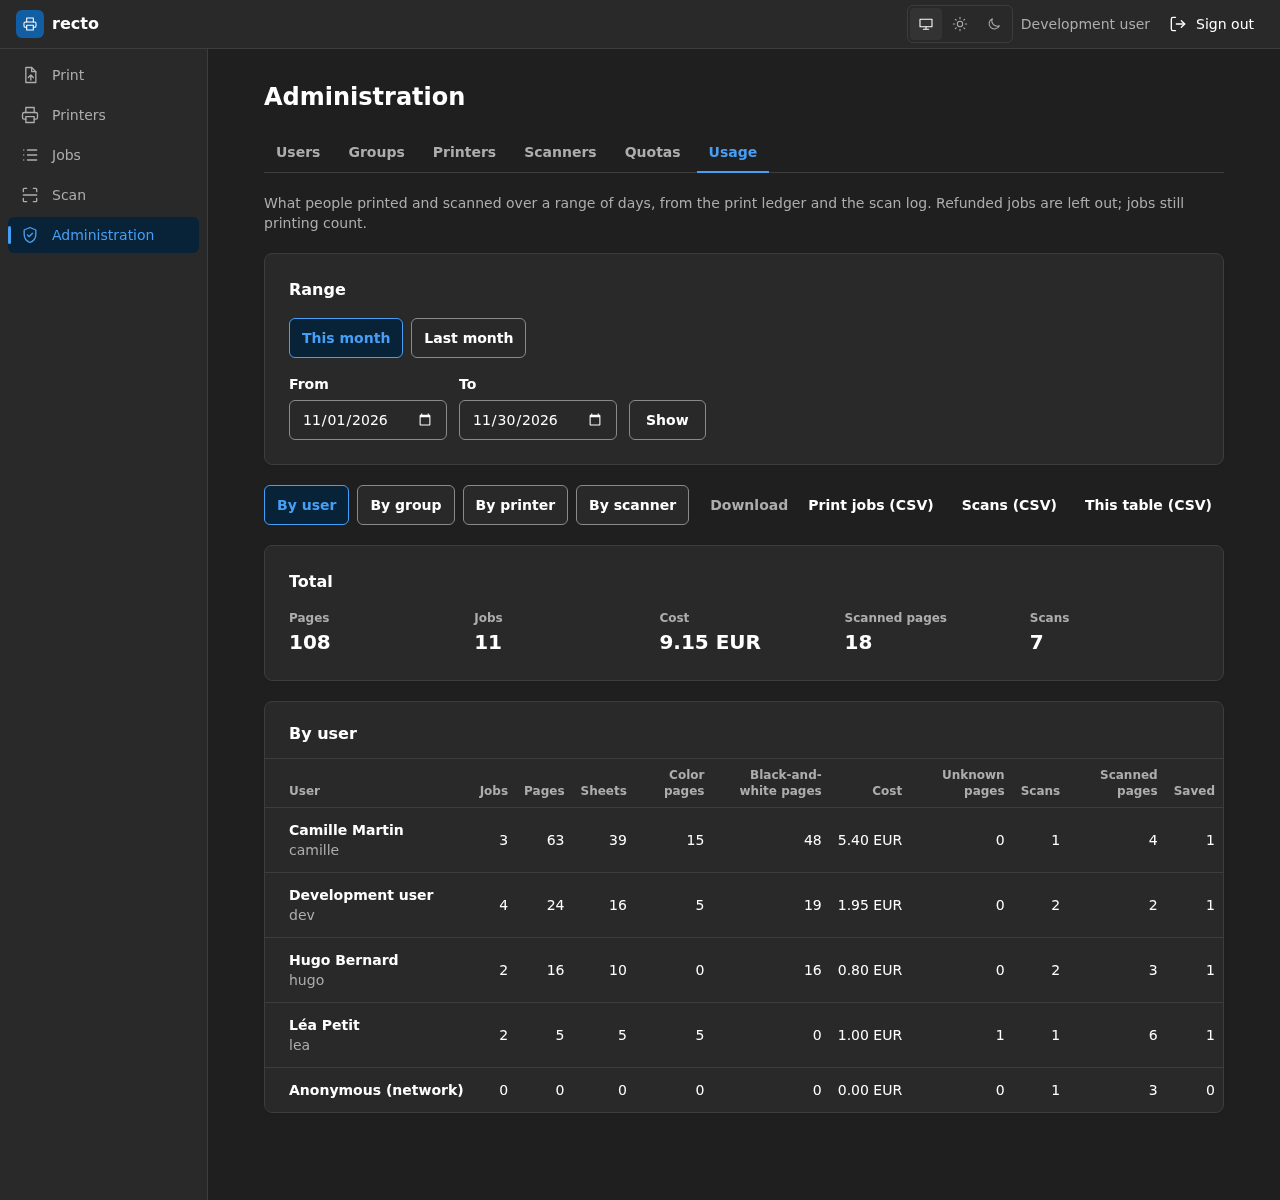 recto
Development user
Sign out
Print
Printers
Jobs
Scan
Administration
Administration
Users Groups Printers Scanners Quotas Usage
What people printed and scanned over a range of days, from the print ledger and the scan log. Refunded jobs are left out; jobs still
printing count.
Range
This month Last month
From To
11/01/2026 11/30/2026 Show
By user By group By printer By scanner Download Print jobs (CSV) Scans (CSV) This table (CSV)
Total
Pages Jobs Cost Scanned pages Scans
108 11 9.15 EUR 18 7
By user
User Jobs Pages Sheets Color pages Black-and-white pages Cost Unknown pages Scans Scanned pages Saved
Camille Martin
camille
3 63 39 15 48 5.40 EUR 0 1 4 1
Development user
dev
4 24 16 5 19 1.95 EUR 0 2 2 1
Hugo Bernard
hugo
2 16 10 0 16 0.80 EUR 0 2 3 1
Léa Petit
lea
2 5 5 5 0 1.00 EUR 1 1 6 1
Anonymous (network) 0 0 0 0 0 0.00 EUR 0 1 3 0